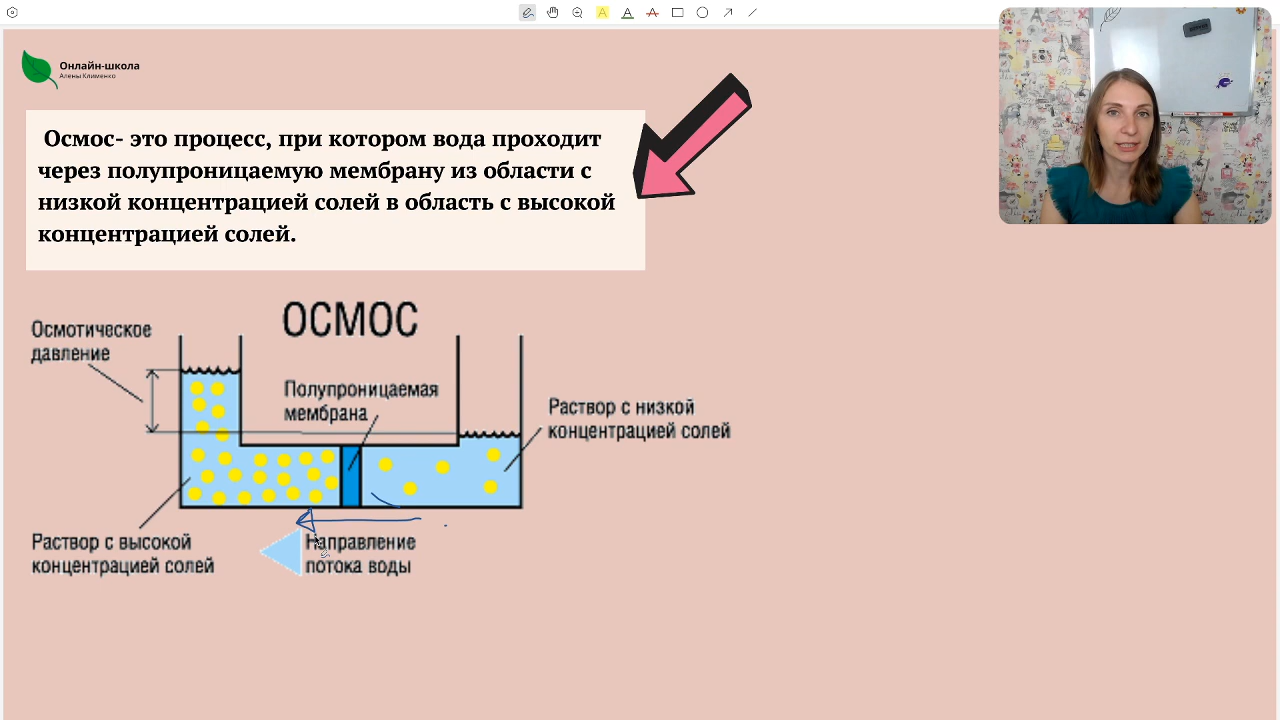 Онлайн-школа
Алены Клименко
Осмос- это процесс, при котором вода проходит
через полупроницаемую мембрану из области с
низкой концентрацией солей в область с высокой
концентрацией солей.
ОСМОС
Осмотическое
давление
Полупроницаемая
мембрана
Раствор с низкой
концентрацией солей
Раствор с высокой
концентрацией солей
Направление
потока воды